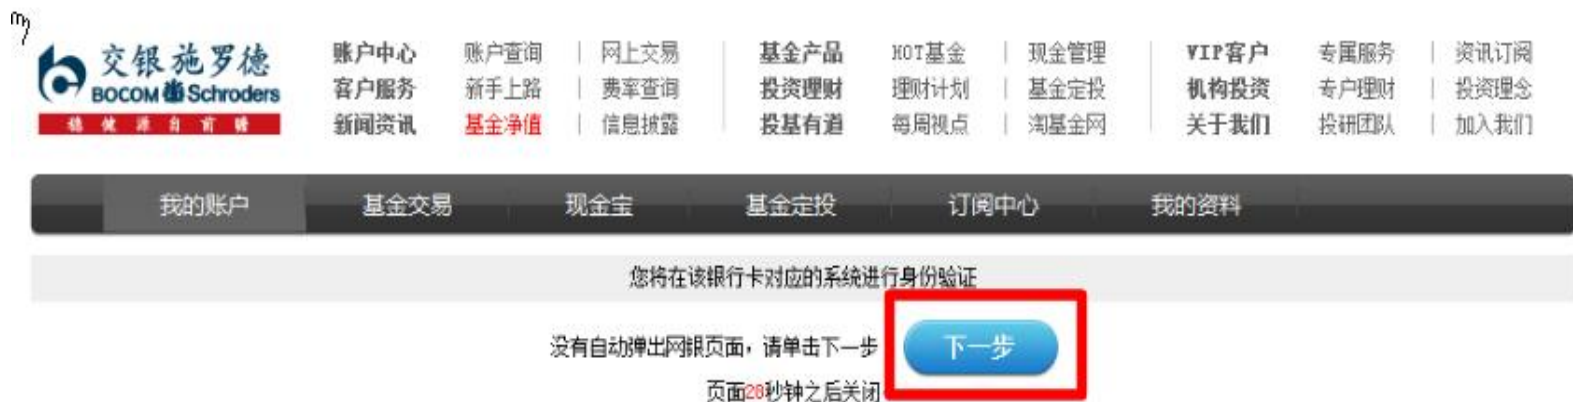 交银施罗德
BOCOM Schroders
稳健源自前瞻
账户中心 账户查询 | 网上交易 基金产品 HOT基金 | 现金管理 VIP客户 专属服务 | 资讯订阅
客户服务 新手上路 | 费率查询 投资理财 理财计划 | 基金定投 机构投资 专户理财 | 投资理念
新闻资讯 基金净值 | 信息披露 投基有道 每周视点 | 淘基金网 关于我们 投研团队 | 加入我们
我的账户 基金交易 现金宝 基金定投 订阅中心 我的资料
您将在该银行卡对应的系统进行身份验证
没有自动弹出网银页面，请单击下一步 下一步
页面28秒钟之后关闭